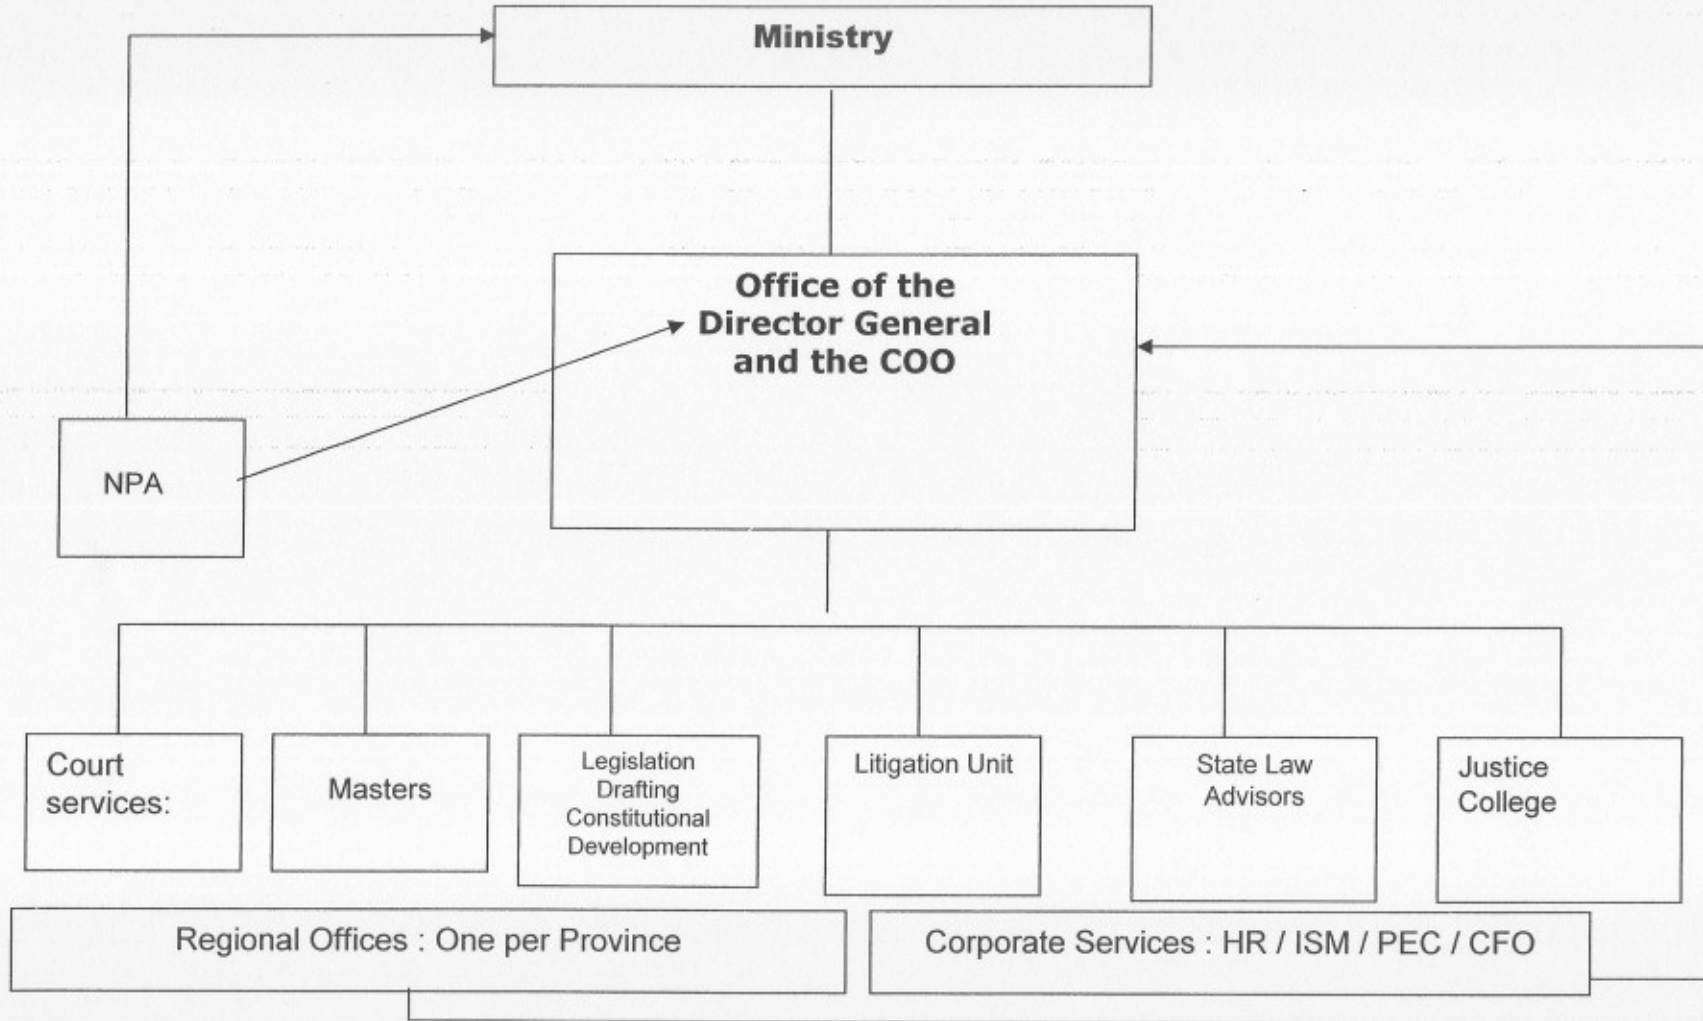 Ministry
Office of the
Director General
and the COO
NPA
Court
services:
Masters
Legislation
Drafting
Constitutional
Development
Litigation Unit
State Law
Advisors
Justice
College
Regional Offices : One per Province
Corporate Services : HR / ISM / PEC / CFO